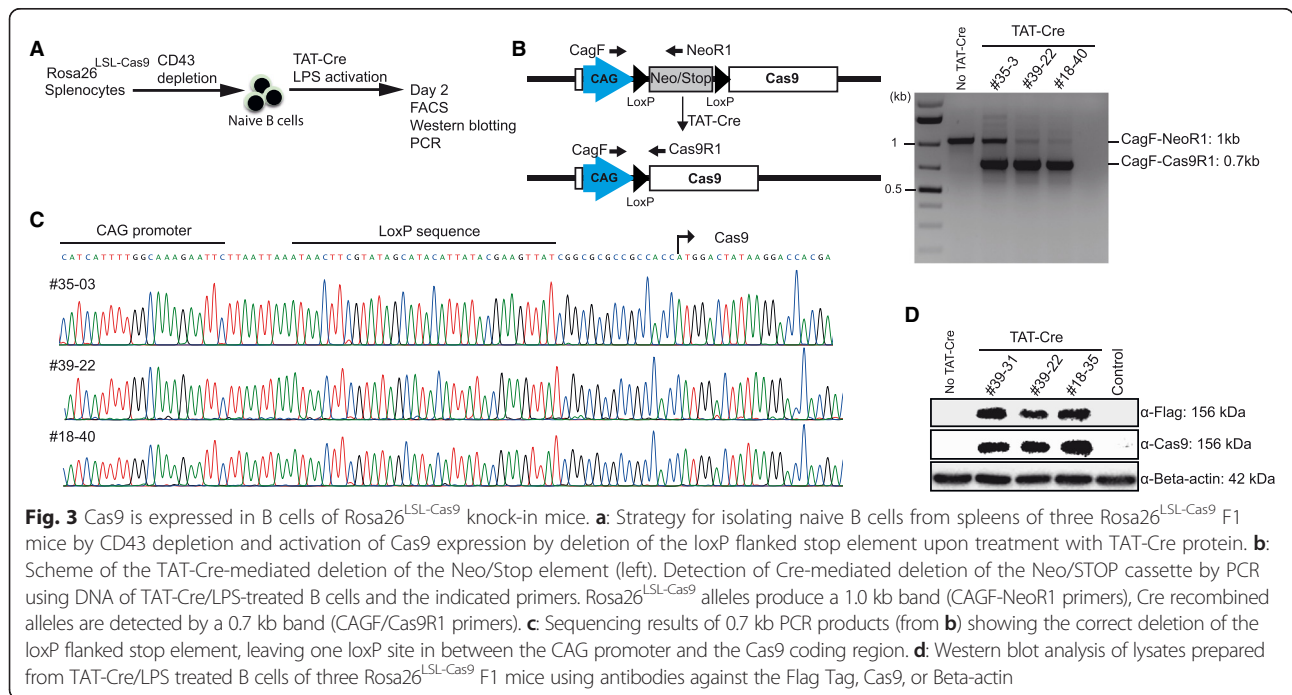 A
Rosa26^LSL-Cas9
Splenocytes
CD43
depletion
Naive B cells
TAT-Cre
LPS activation
Day 2
FACS
Western blotting
PCR
B
CagF
NeoR1
CAG
Neo/Stop
Cas9
LoxP
LoxP
TAT-Cre
CagF
Cas9R1
CAG
Cas9
LoxP
TAT-Cre
No TAT-Cre
#35-3
#39-22
#18-40
(kb)
1
0.5
CagF-NeoR1: 1kb
CagF-Cas9R1: 0.7kb
C
CAG promoter
LoxP sequence
Cas9
CATCATTTTGGCAAAGAATTCTTAATTAAATAACTTCGTATAGCATACATTATACGAAGTTATCGGCGCGCCGCCACCATGGACTATAAGGACCACGA
#35-03
#39-22
#18-40
D
TAT-Cre
No TAT-Cre
#39-31
#39-22
#18-35
Control
α-Flag: 156 kDa
α-Cas9: 156 kDa
α-Beta-actin: 42 kDa
Fig. 3 Cas9 is expressed in B cells of Rosa26^LSL-Cas9 knock-in mice. a: Strategy for isolating naive B cells from spleens of three Rosa26^LSL-Cas9 F1
mice by CD43 depletion and activation of Cas9 expression by deletion of the loxP flanked stop element upon treatment with TAT-Cre protein. b:
Scheme of the TAT-Cre-mediated deletion of the Neo/Stop element (left). Detection of Cre-mediated deletion of the Neo/STOP cassette by PCR
using DNA of TAT-Cre/LPS-treated B cells and the indicated primers. Rosa26^LSL-Cas9 alleles produce a 1.0 kb band (CAGF-NeoR1 primers), Cre recombined
alleles are detected by a 0.7 kb band (CAGF/Cas9R1 primers). c: Sequencing results of 0.7 kb PCR products (from b) showing the correct deletion of the
loxP flanked stop element, leaving one loxP site in between the CAG promoter and the Cas9 coding region. d: Western blot analysis of lysates prepared
from TAT-Cre/LPS treated B cells of three Rosa26^LSL-Cas9 F1 mice using antibodies against the Flag Tag, Cas9, or Beta-actin